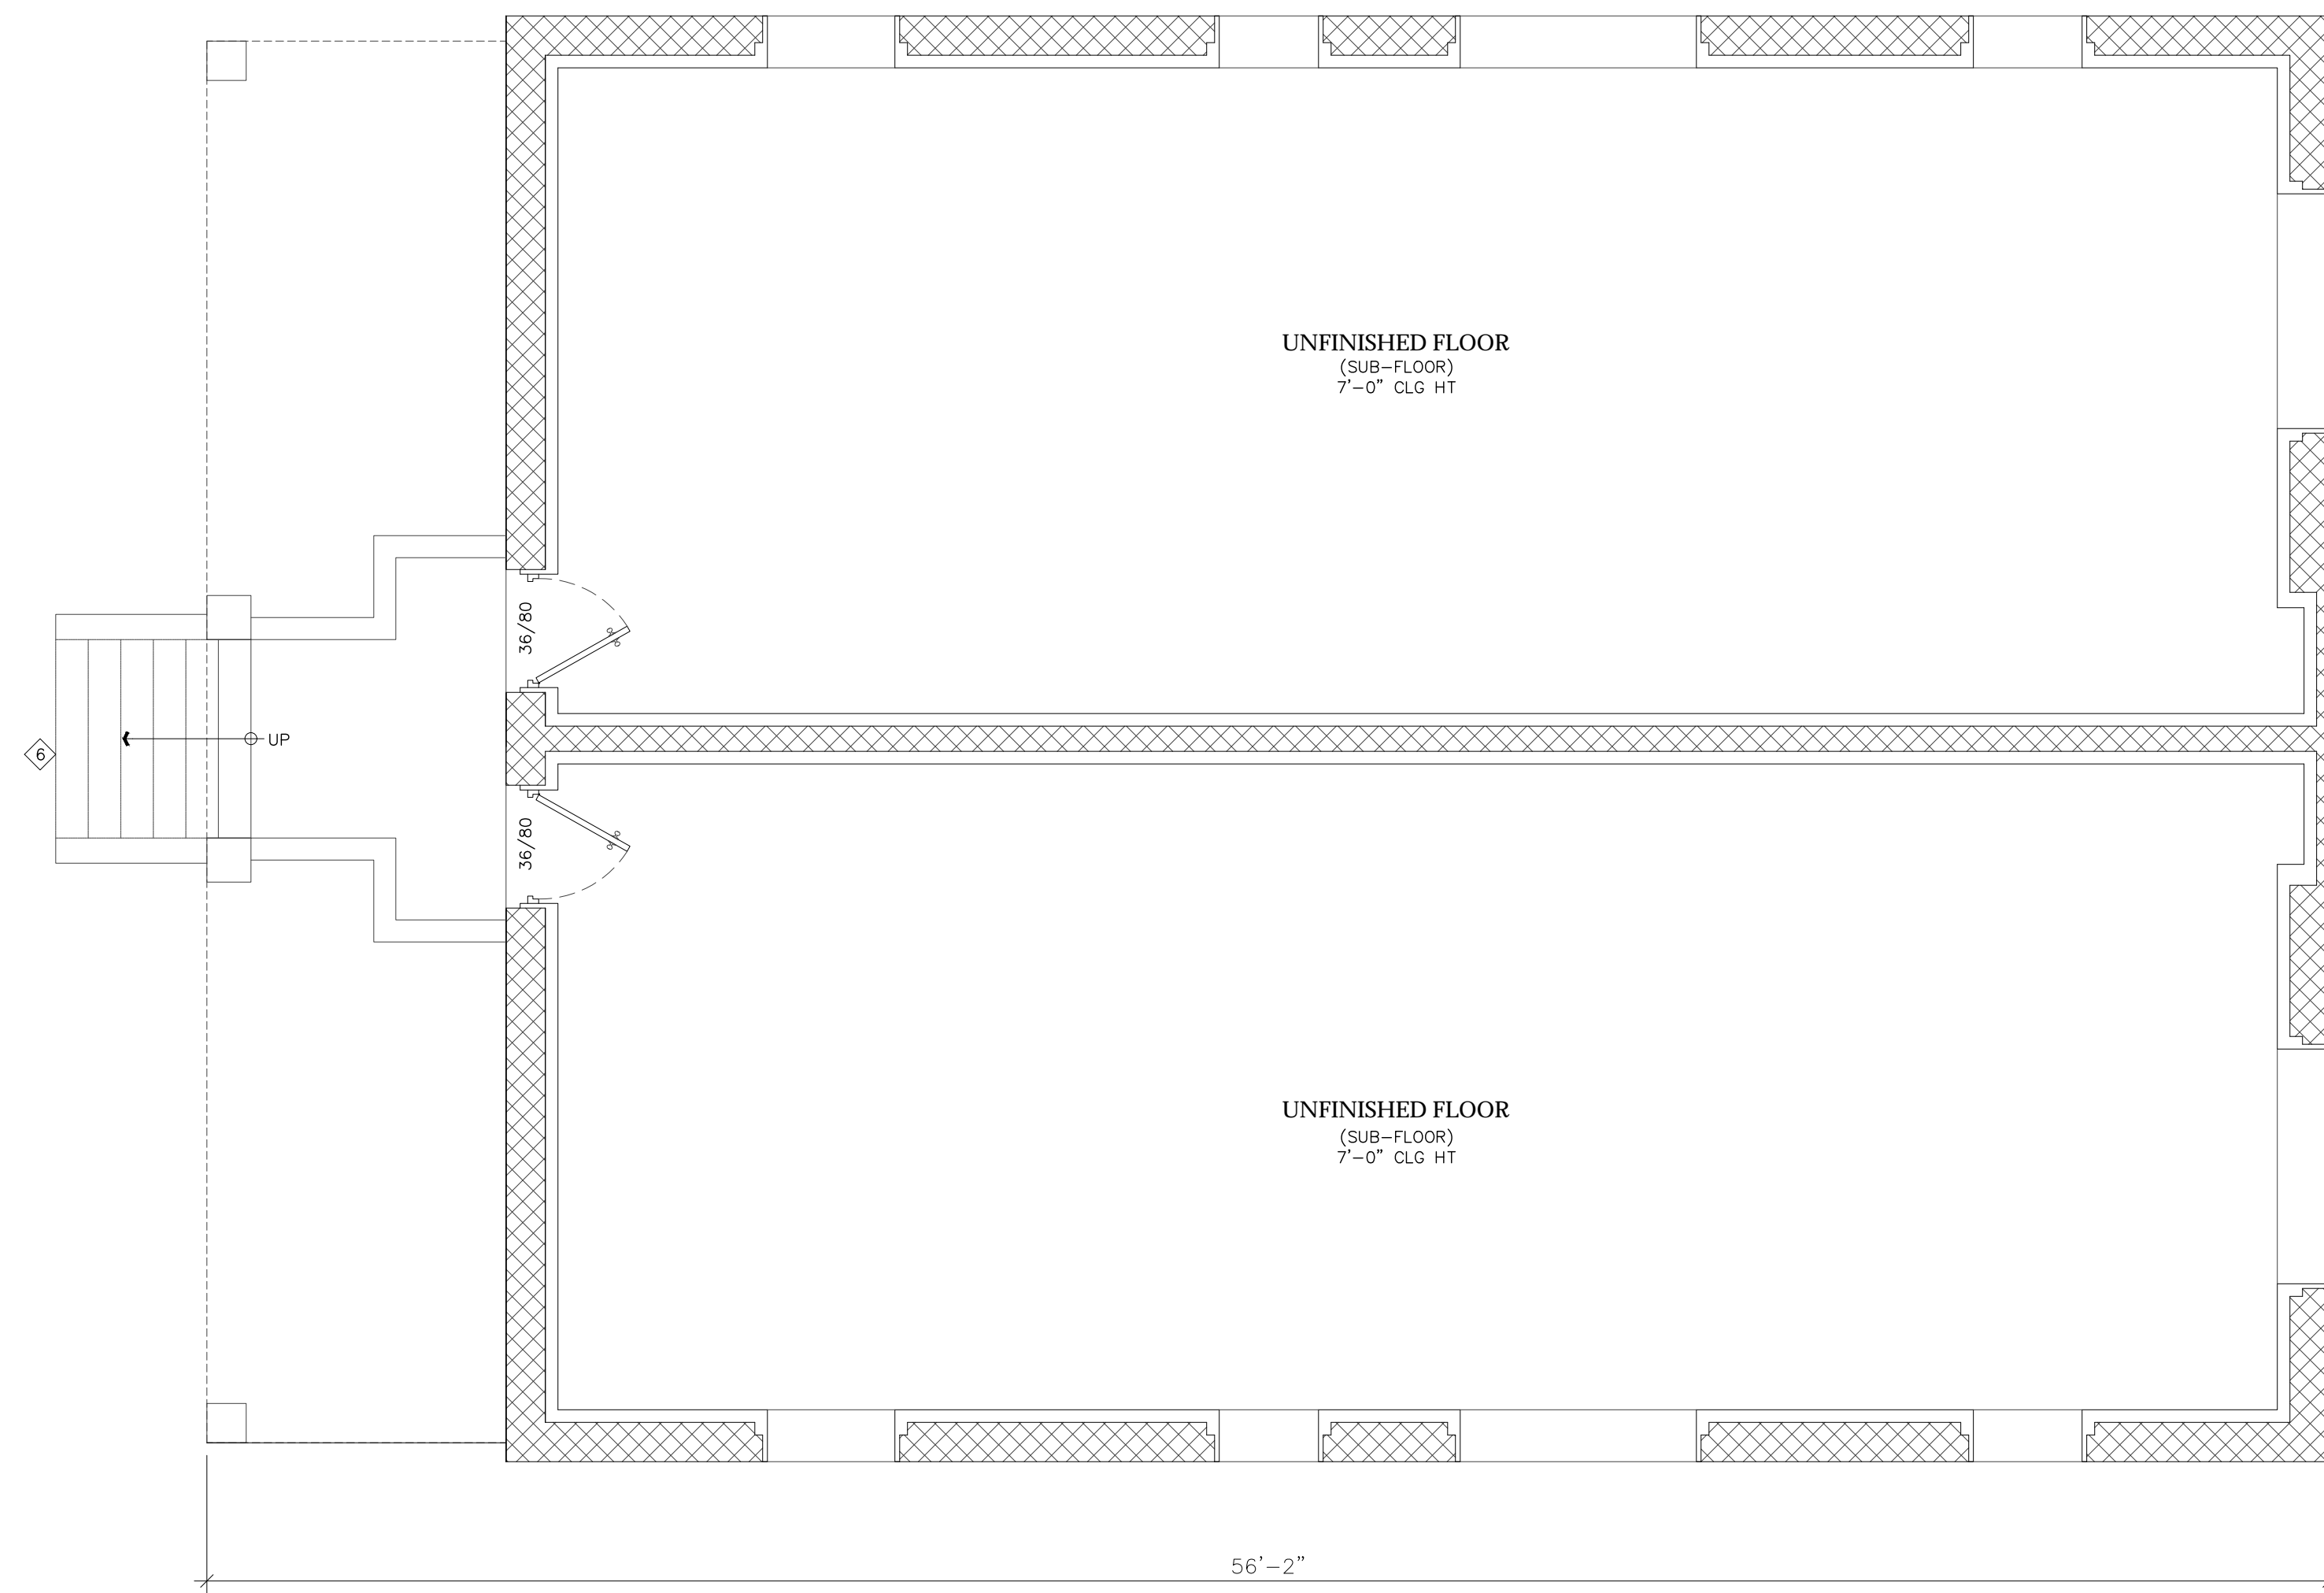 UNFINISHED FLOOR
(SUB-FLOOR)
7'-0" CLG HT
36/80
UP
6
36/80
UNFINISHED FLOOR
(SUB-FLOOR)
7'-0" CLG HT
56'-2"